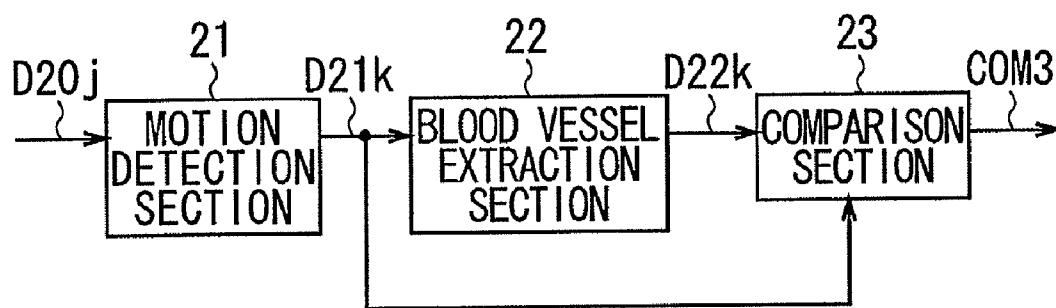 21
22
23
D20j
D21k
D22k
COM3
MOTION
DETECTION
SECTION
BLOOD VESSEL
EXTRACTION
SECTION
COMPARISON
SECTION